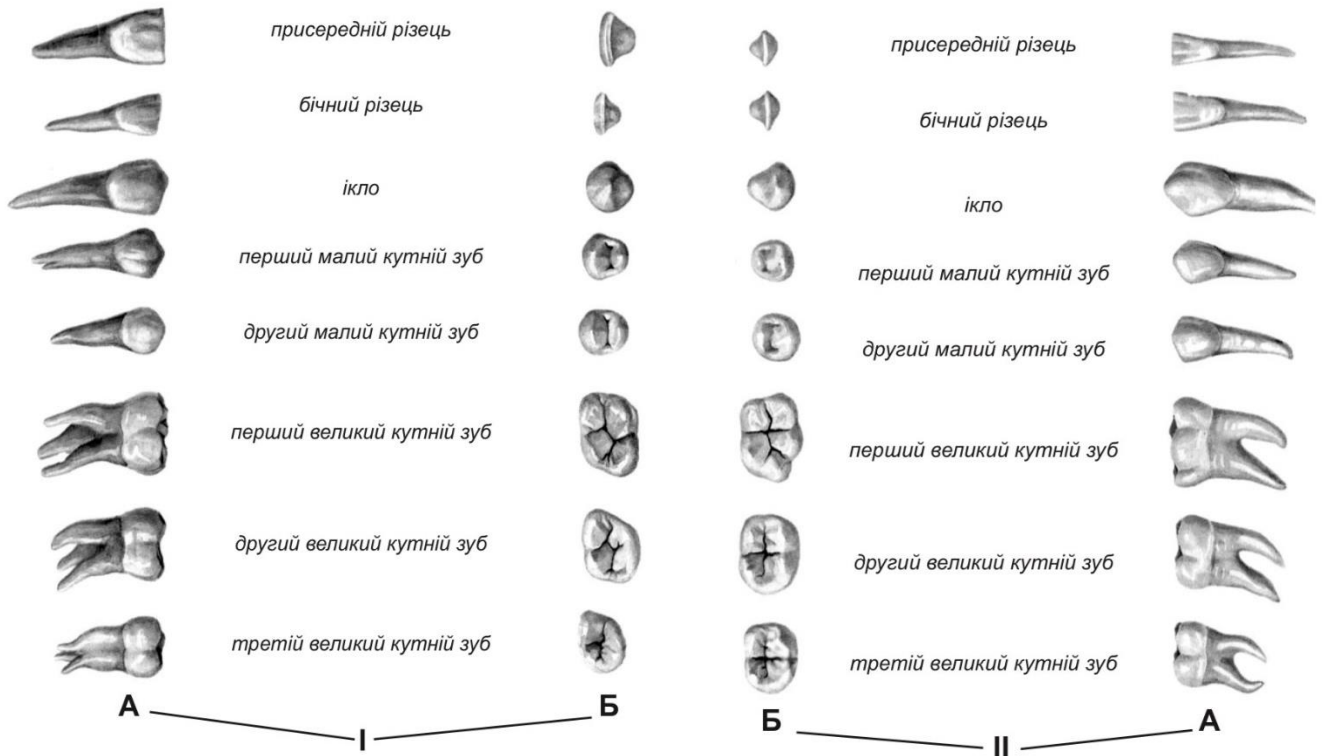 присередній різець
бічний різець
ікло
перший малий кутній зуб
другий малий кутній зуб
перший великий кутній зуб
другий великий кутній зуб
третій великий кутній зуб
А
Б
I
присередній різець
бічний різець
ікло
перший малий кутній зуб
другий малий кутній зуб
перший великий кутній зуб
другий великий кутній зуб
третій великий кутній зуб
Б
А
II